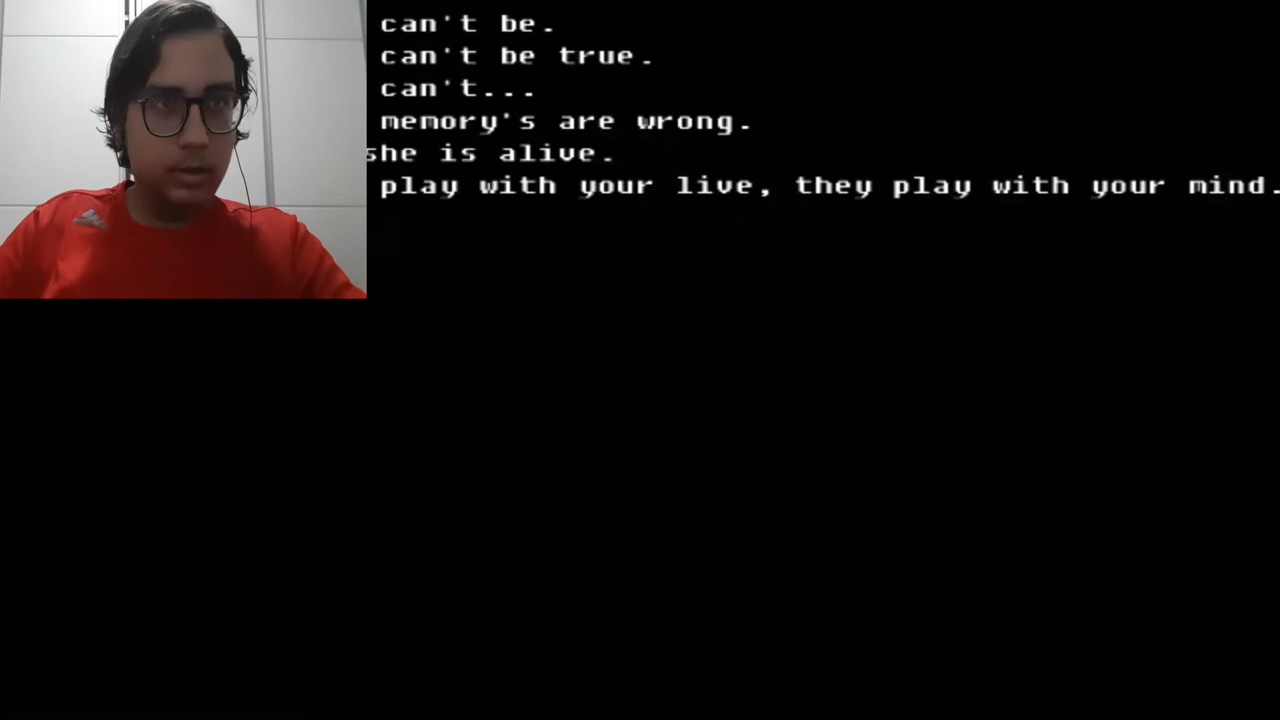 can't be.
can't be true.
can't...
memory's are wrong.
she is alive.
play with your live, they play with your mind.